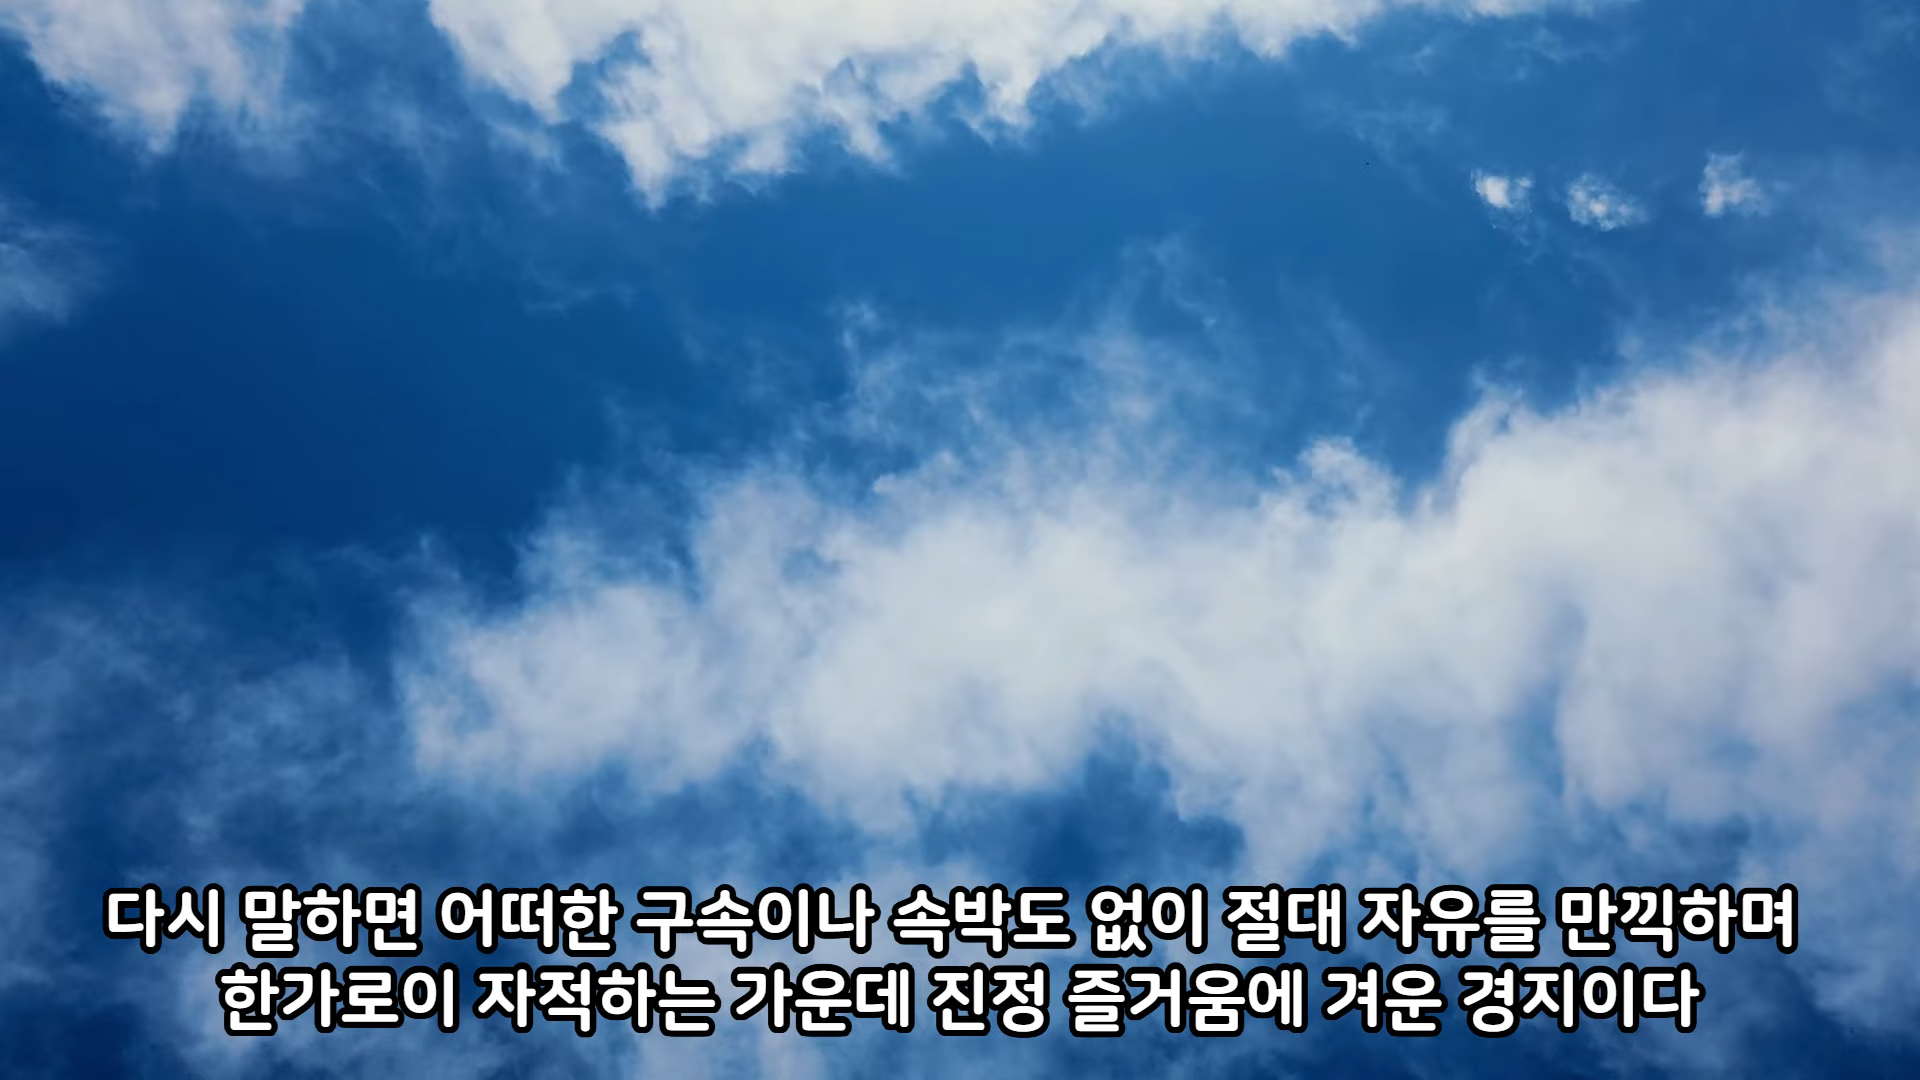 다시 말하면 어떠한 구속이나 속박도 없이 절대 자유를 만끽하며
한가로이 자적하는 가운데 진정 즐거움에 겨운 경지이다